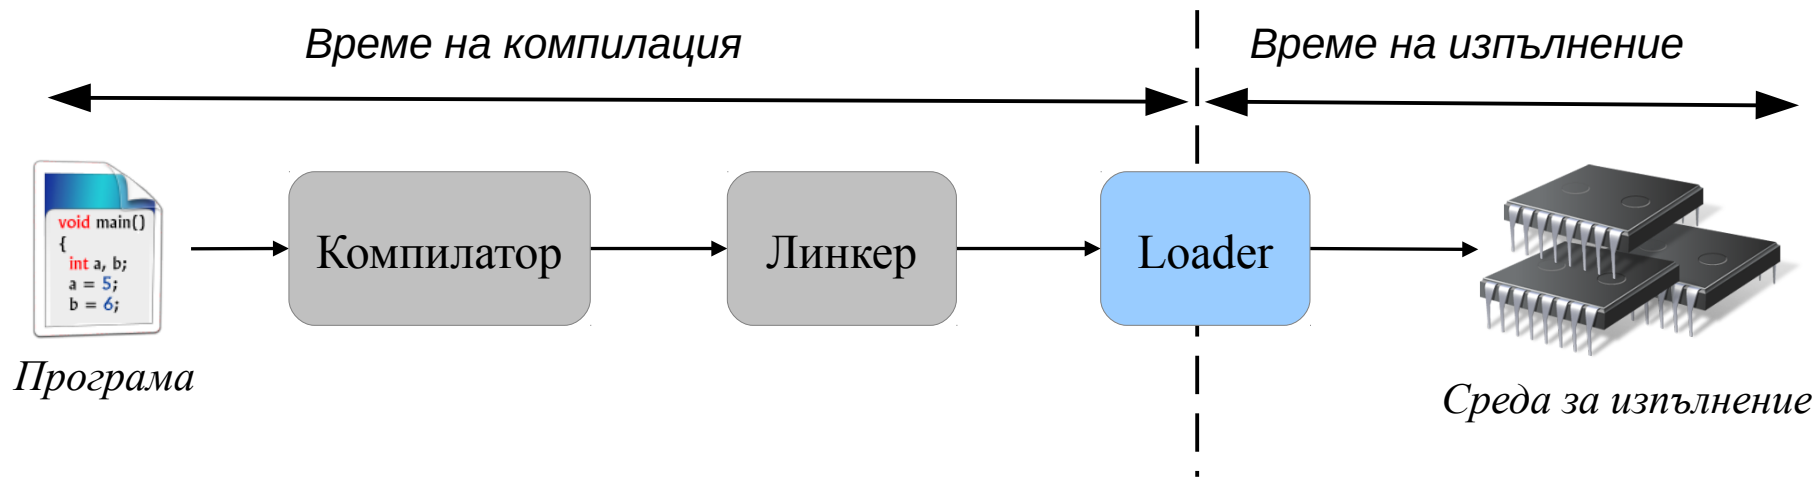 Време на компилация
Време на изпълнение
void main()
{
int a, b;
a = 5;
b = 6;
Компилатор
Линкер
Loader
Програма
Среда за изпълнение